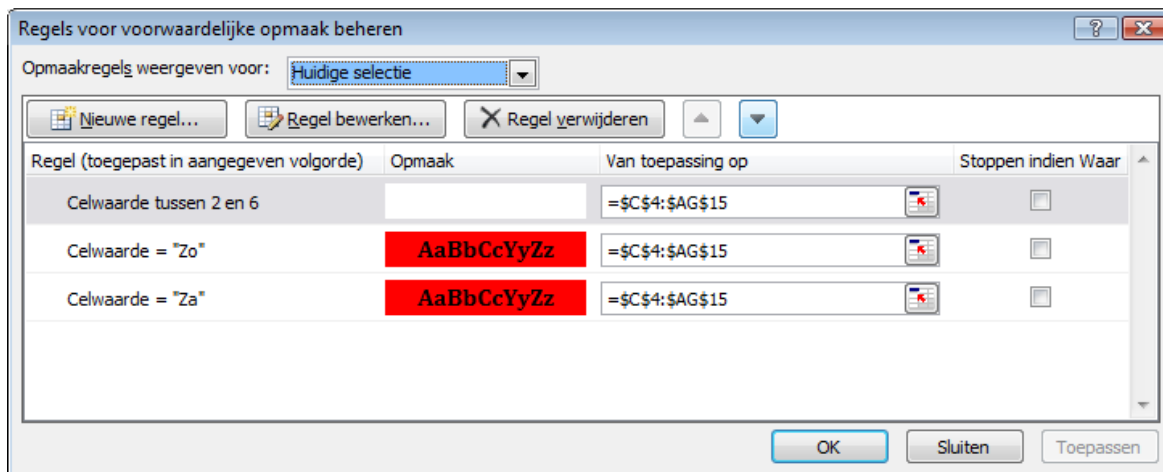 Regels voor voorwaardelijke opmaak beheren
Opmaakregels weergeven voor: Huidige selectie
Nieuwe regel... Regel bewerken... Regel verwijderen
Regel (toegepast in aangegeven volgorde) Opmaak Van toepassing op Stoppen indien Waar
Celwaarde tussen 2 en 6 =$C$4:$AG$15
Celwaarde = "Zo" AaBbCcYyZz =$C$4:$AG$15
Celwaarde = "Za" AaBbCcYyZz =$C$4:$AG$15
OK Sluiten Toepassen